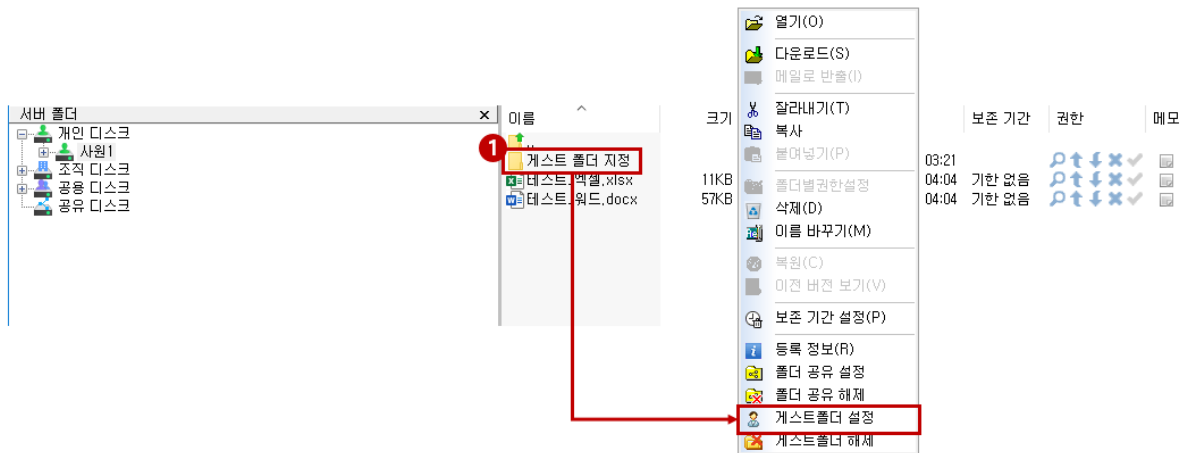 서버 폴더
개인 디스크
사원1
조직 디스크
공용 디스크
공유 디스크
이름 크기 보존 기간 권한 메모
1
..
게스트 폴더 지정 03:21
테스트_엑셀.xlsx 11KB 04:04 기한 없음
테스트_워드.docx 57KB 04:04 기한 없음
열기(O)
다운로드(S)
메일로 반출(I)
잘라내기(T)
복사
붙여넣기(P)
폴더별권한설정
삭제(D)
이름 바꾸기(M)
복원(C)
이전 버전 보기(V)
보존 기간 설정(P)
등록 정보(R)
폴더 공유 설정
폴더 공유 해제
게스트폴더 설정
게스트폴더 해제